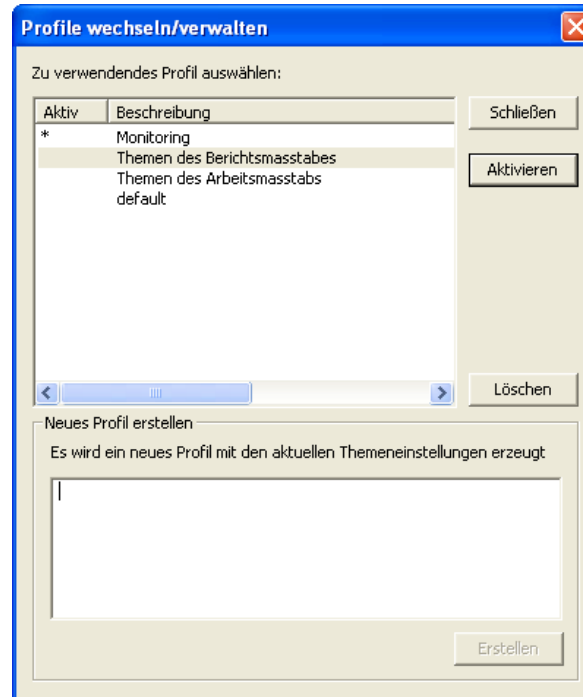 Profile wechseln/verwalten
Zu verwendendes Profil auswählen:
Aktiv Beschreibung
* Monitoring
Themen des Berichtsmasstabes
Themen des Arbeitsmasstabs
default
Schließen
Aktivieren
Löschen
Neues Profil erstellen
Es wird ein neues Profil mit den aktuellen Themeneinstellungen erzeugt
Erstellen